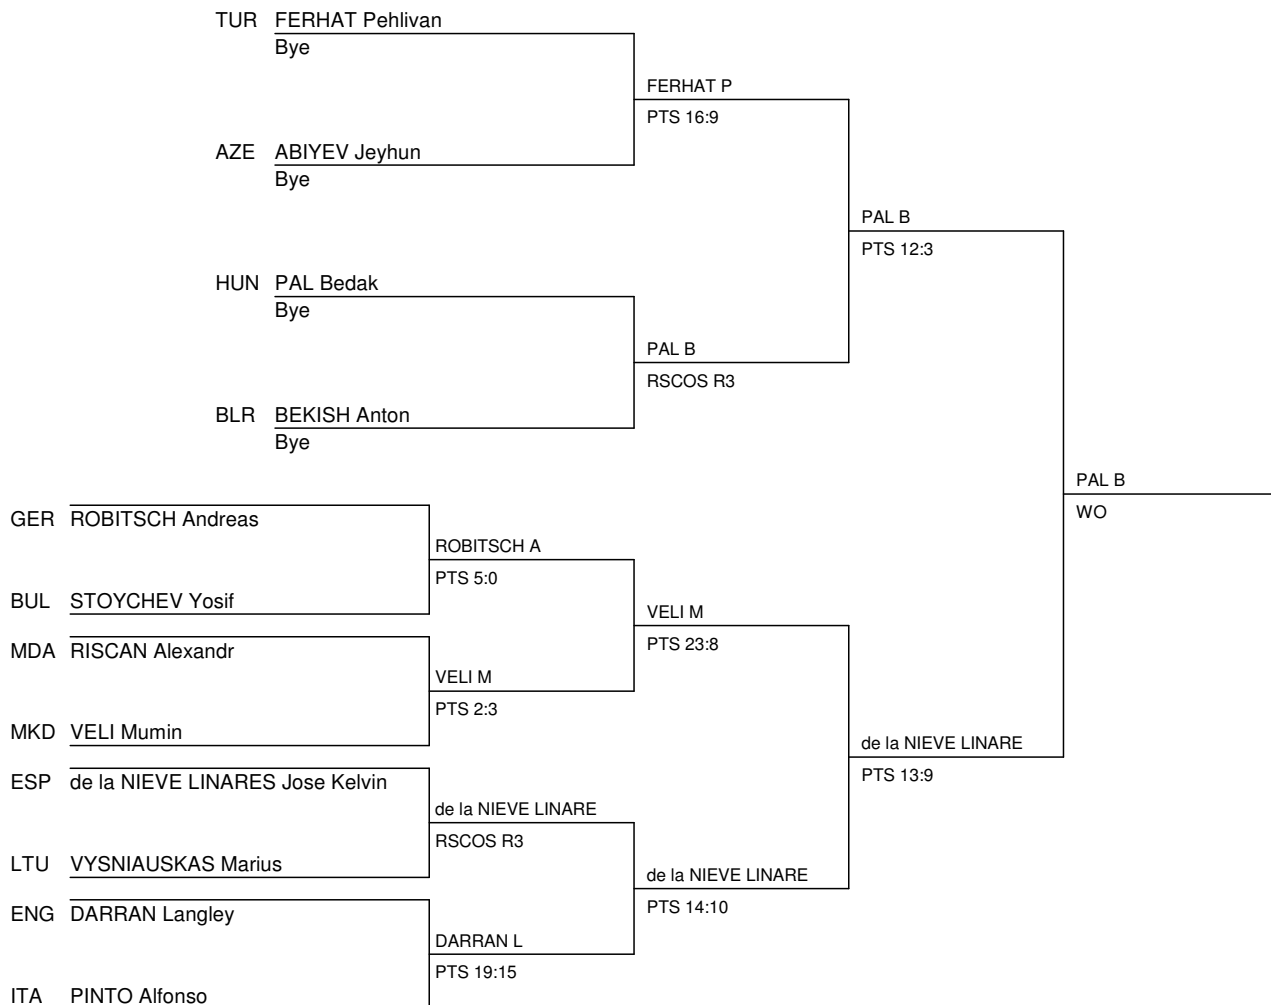 TUR FERHAT Pehlivan
Bye
FERHAT P
PTS 16:9
AZE ABIYEV Jeyhun
Bye
PAL B
PTS 12:3
HUN PAL Bedak
Bye
PAL B
RSCOS R3
BLR BEKISH Anton
Bye
PAL B
WO
GER ROBITSCH Andreas
ROBITSCH A
PTS 5:0
BUL STOYCHEV Yosif
VELI M
PTS 23:8
MDA RISCAN Alexandr
VELI M
PTS 2:3
MKD VELI Mumin
de la NIEVE LINARE
PTS 13:9
ESP de la NIEVE LINARES Jose Kelvin
de la NIEVE LINARE
RSCOS R3
LTU VYSNIAUSKAS Marius
de la NIEVE LINARE
PTS 14:10
ENG DARRAN Langley
DARRAN L
PTS 19:15
ITA PINTO Alfonso